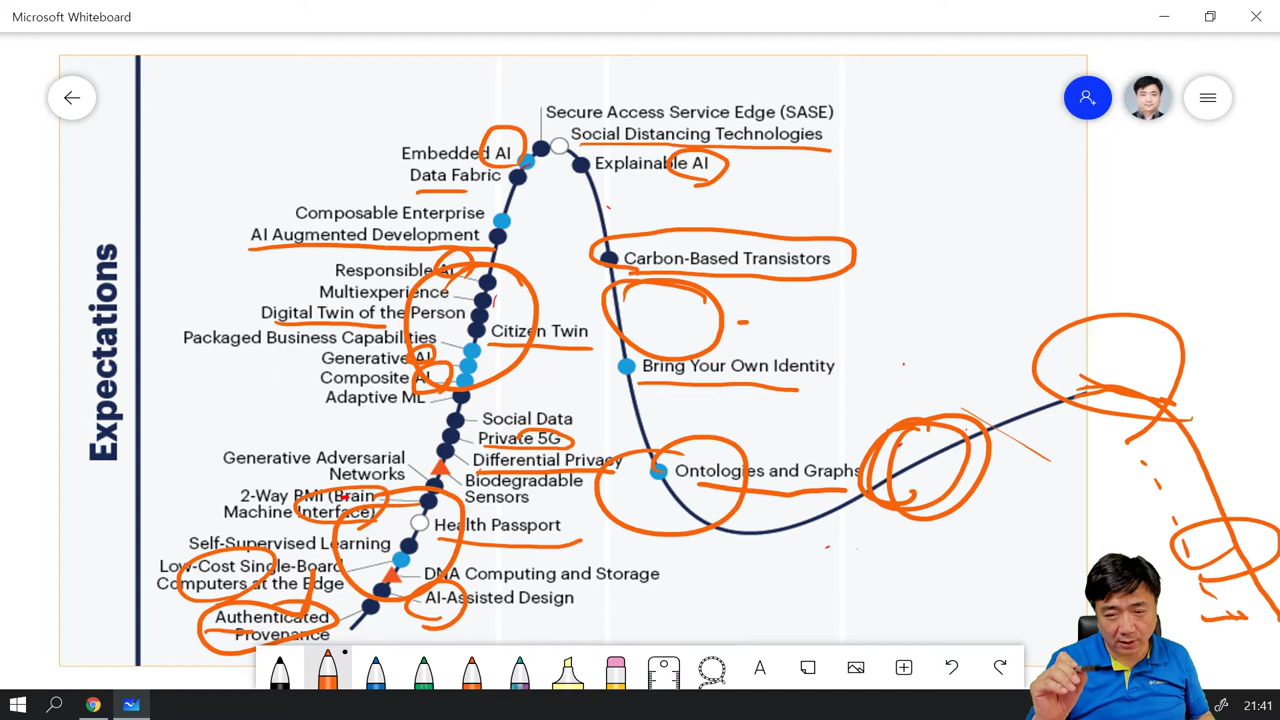 Microsoft Whiteboard
Expectations
Secure Access Service Edge (SASE)
Social Distancing Technologies
Embedded AI
Explainable AI
Data Fabric
Composable Enterprise
AI Augmented Development
Carbon-Based Transistors
Responsible AI
Multiexperience
Digital Twin of the Person
Citizen Twin
Packaged Business Capabilities
Generative AI
Bring Your Own Identity
Composite AI
Adaptive ML
Social Data
Private 5G
Generative Adversarial
Networks
Differential Privacy
Ontologies and Graphs
Biodegradable
Sensors
2-Way BMI (Brain
Machine Interface)
Health Passport
Self-Supervised Learning
Low-Cost Single-Board
Computers at the Edge
DNA Computing and Storage
AI-Assisted Design
Authenticated
Provenance
A
Columbia
21:41